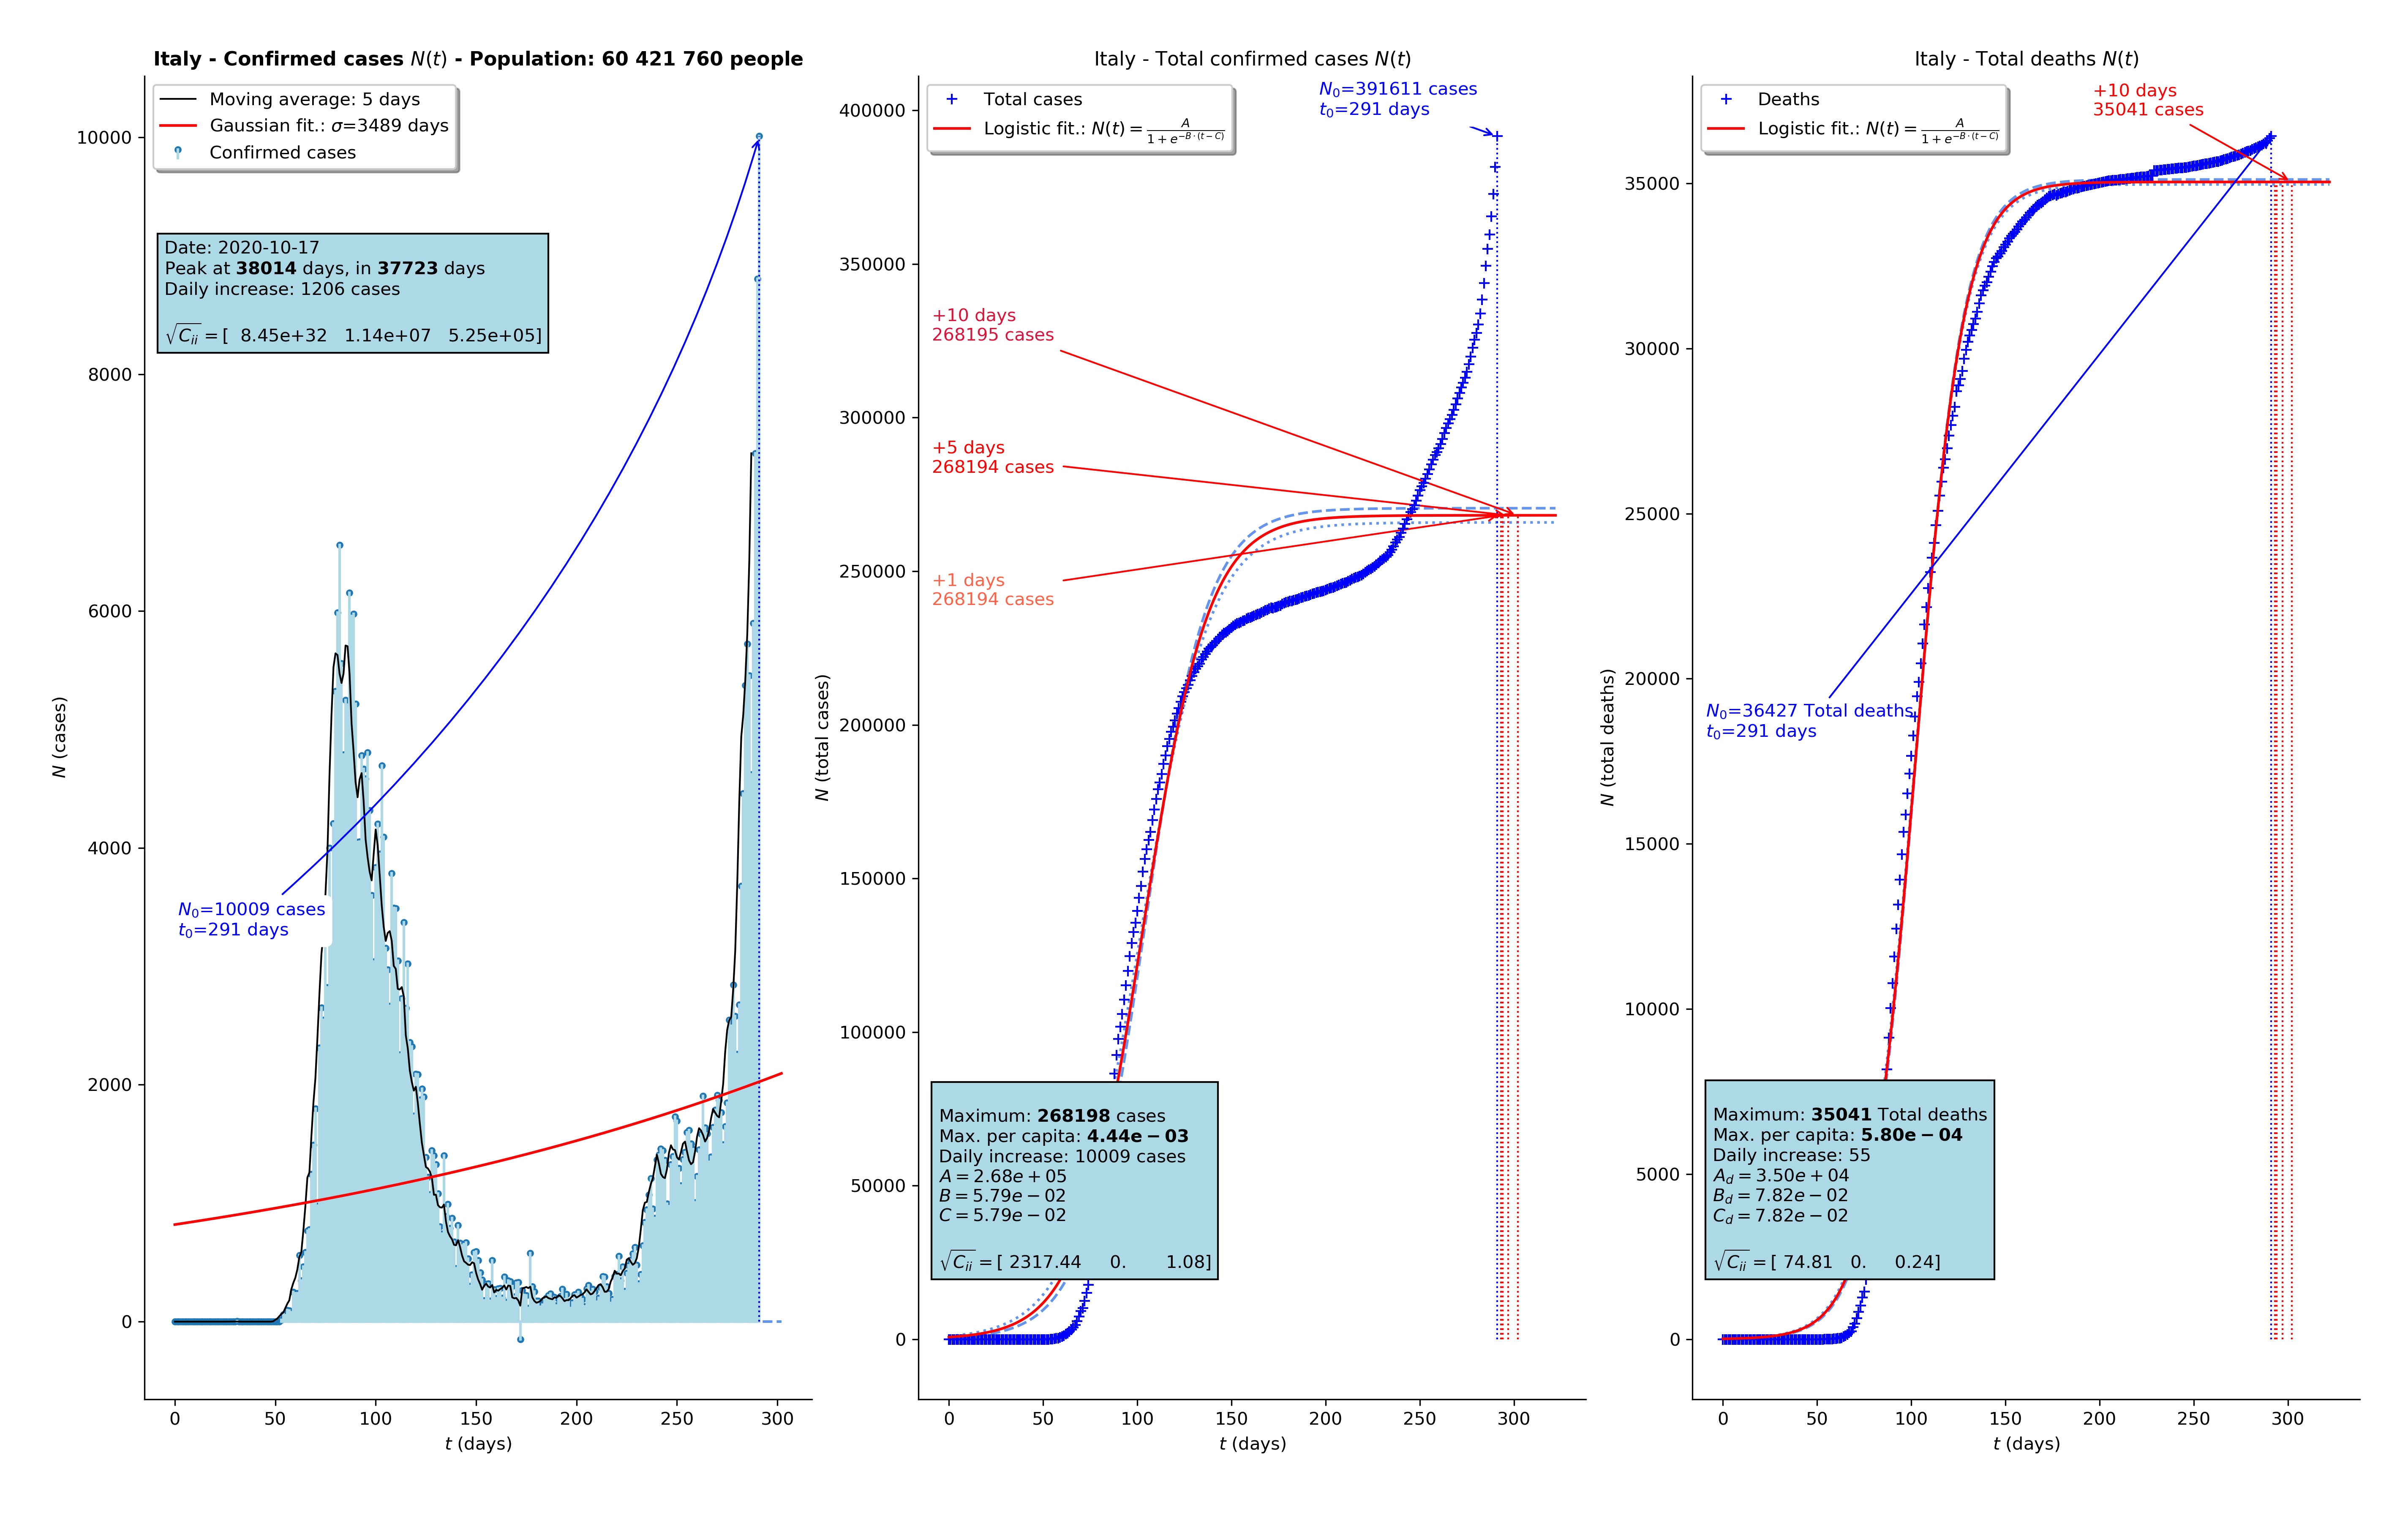 Italy - Confirmed cases N(t) - Population: 60 421 760 people
Moving average: 5 days
Gaussian fit.: σ=3489 days
Confirmed cases
Date: 2020-10-17
Peak at 38014 days, in 37723 days
Daily increase: 1206 cases
√C_ii = [ 8.45e+32 1.14e+07 5.25e+05]
N₀=10009 cases
t₀=291 days
N (cases)
10000
8000
6000
4000
2000
0
0 50 100 150 200 250 300
t (days)
Italy - Total confirmed cases N(t)
Total cases
Logistic fit.: N(t) = A / (1 + e^{-B·(t-C)})
N₀=391611 cases
t₀=291 days
+10 days
268195 cases
+5 days
268194 cases
+1 days
268194 cases
Maximum: 268198 cases
Max. per capita: 4.44e − 03
Daily increase: 10009 cases
A = 2.68e + 05
B = 5.79e − 02
C = 5.79e − 02
√C_ii = [ 2317.44 0. 1.08]
N (total cases)
400000
350000
300000
250000
200000
150000
100000
50000
0
0 50 100 150 200 250 300
t (days)
Italy - Total deaths N(t)
Deaths
Logistic fit.: N(t) = A / (1 + e^{-B·(t-C)})
+10 days
35041 cases
N₀=36427 Total deaths
t₀=291 days
Maximum: 35041 Total deaths
Max. per capita: 5.80e − 04
Daily increase: 55
A_d = 3.50e + 04
B_d = 7.82e − 02
C_d = 7.82e − 02
√C_ii = [ 74.81 0. 0.24]
N (total deaths)
35000
30000
25000
20000
15000
10000
5000
0
0 50 100 150 200 250 300
t (days)